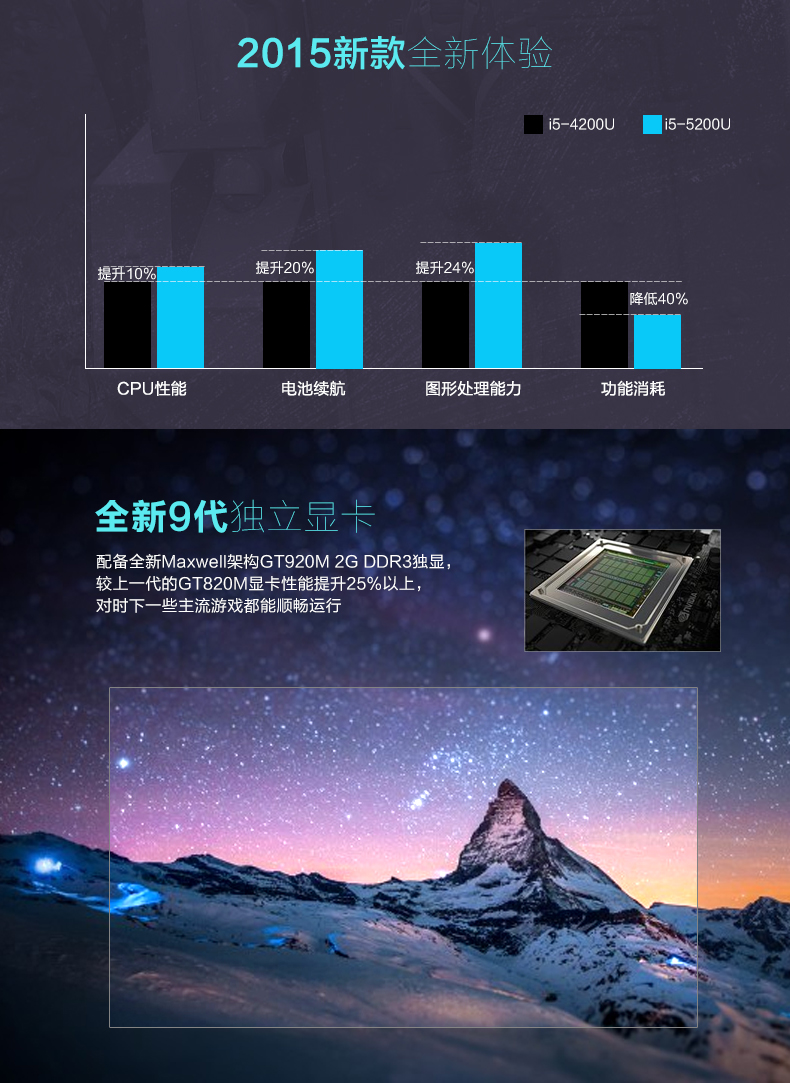 2015新款全新体验
i5-4200U
i5-5200U
提升10%
提升20%
提升24%
降低40%
CPU性能
电池续航
图形处理能力
功能消耗
全新9代独立显卡
配备全新Maxwell架构GT920M 2G DDR3独显，
较上一代的GT820M显卡性能提升25%以上，
对时下一些主流游戏都能顺畅运行
NVIDIA